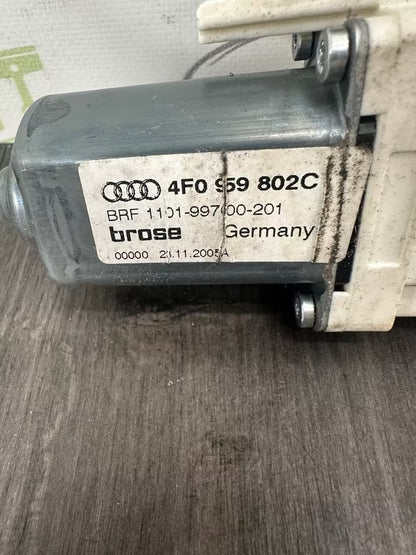 4F0 959 802C
BRF 1101-997000-201
brose Germany
00000 23.11.2005A